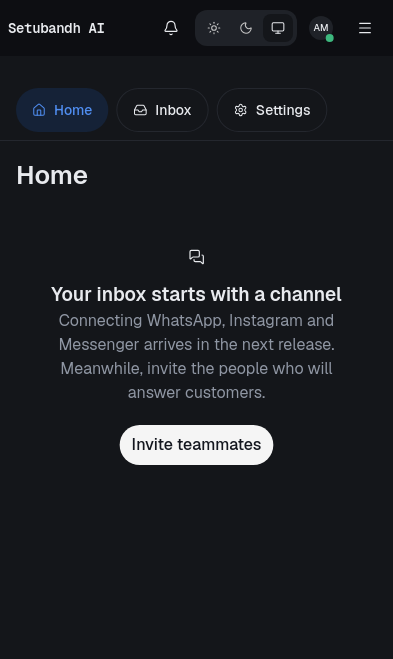 Setubandh AI
AM
Home
Inbox
Settings
Home
Your inbox starts with a channel
Connecting WhatsApp, Instagram and
Messenger arrives in the next release.
Meanwhile, invite the people who will
answer customers.
Invite teammates